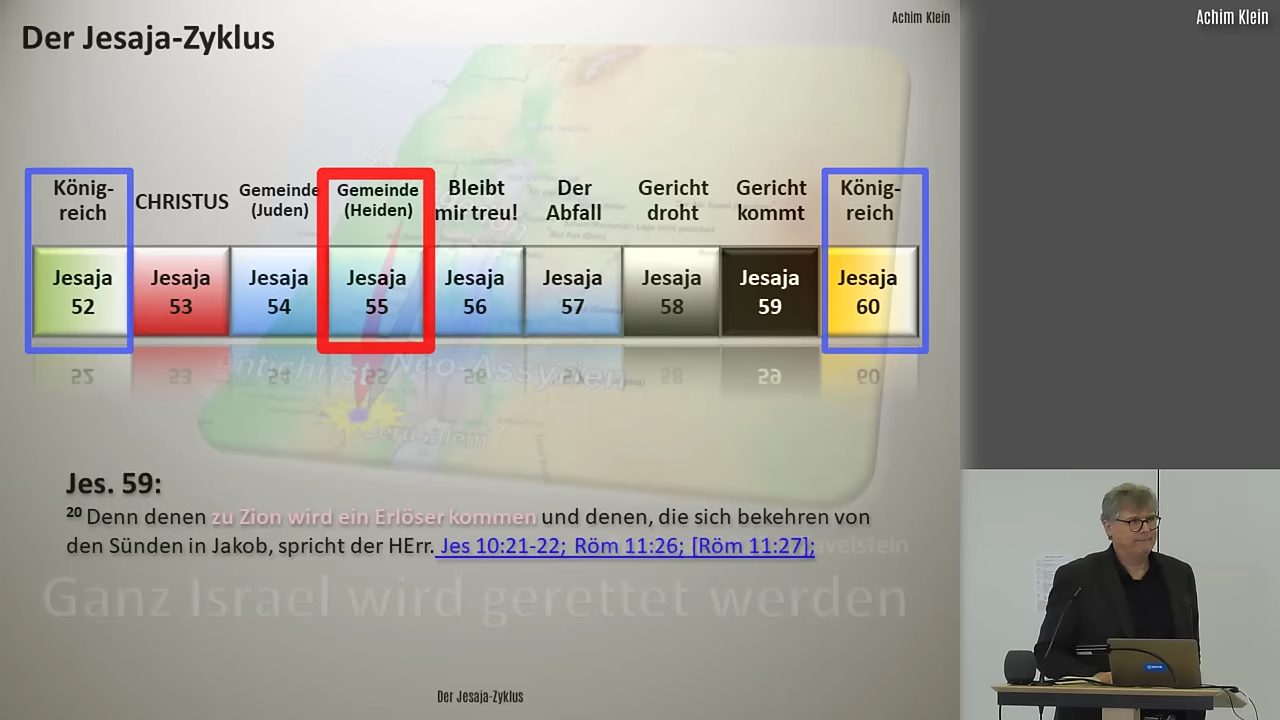 Achim Klein
Achim Klein
Der Jesaja-Zyklus
König-
reich
CHRISTUS
Gemeinde
(Juden)
Gemeinde
(Heiden)
Bleibt
mir treu!
Der
Abfall
Gericht
droht
Gericht
kommt
König-
reich
Jesaja
52
Jesaja
53
Jesaja
54
Jesaja
55
Jesaja
56
Jesaja
57
Jesaja
58
Jesaja
59
Jesaja
60
Antichrist Neo-Assyrien
Jerusalem
Jes. 59:
20 Denn denen zu Zion wird ein Erlöser kommen und denen, die sich bekehren von
den Sünden in Jakob, spricht der HErr. Jes 10:21-22; Röm 11:26; [Röm 11:27];
Ganz Israel wird gerettet werden
Der Jesaja-Zyklus